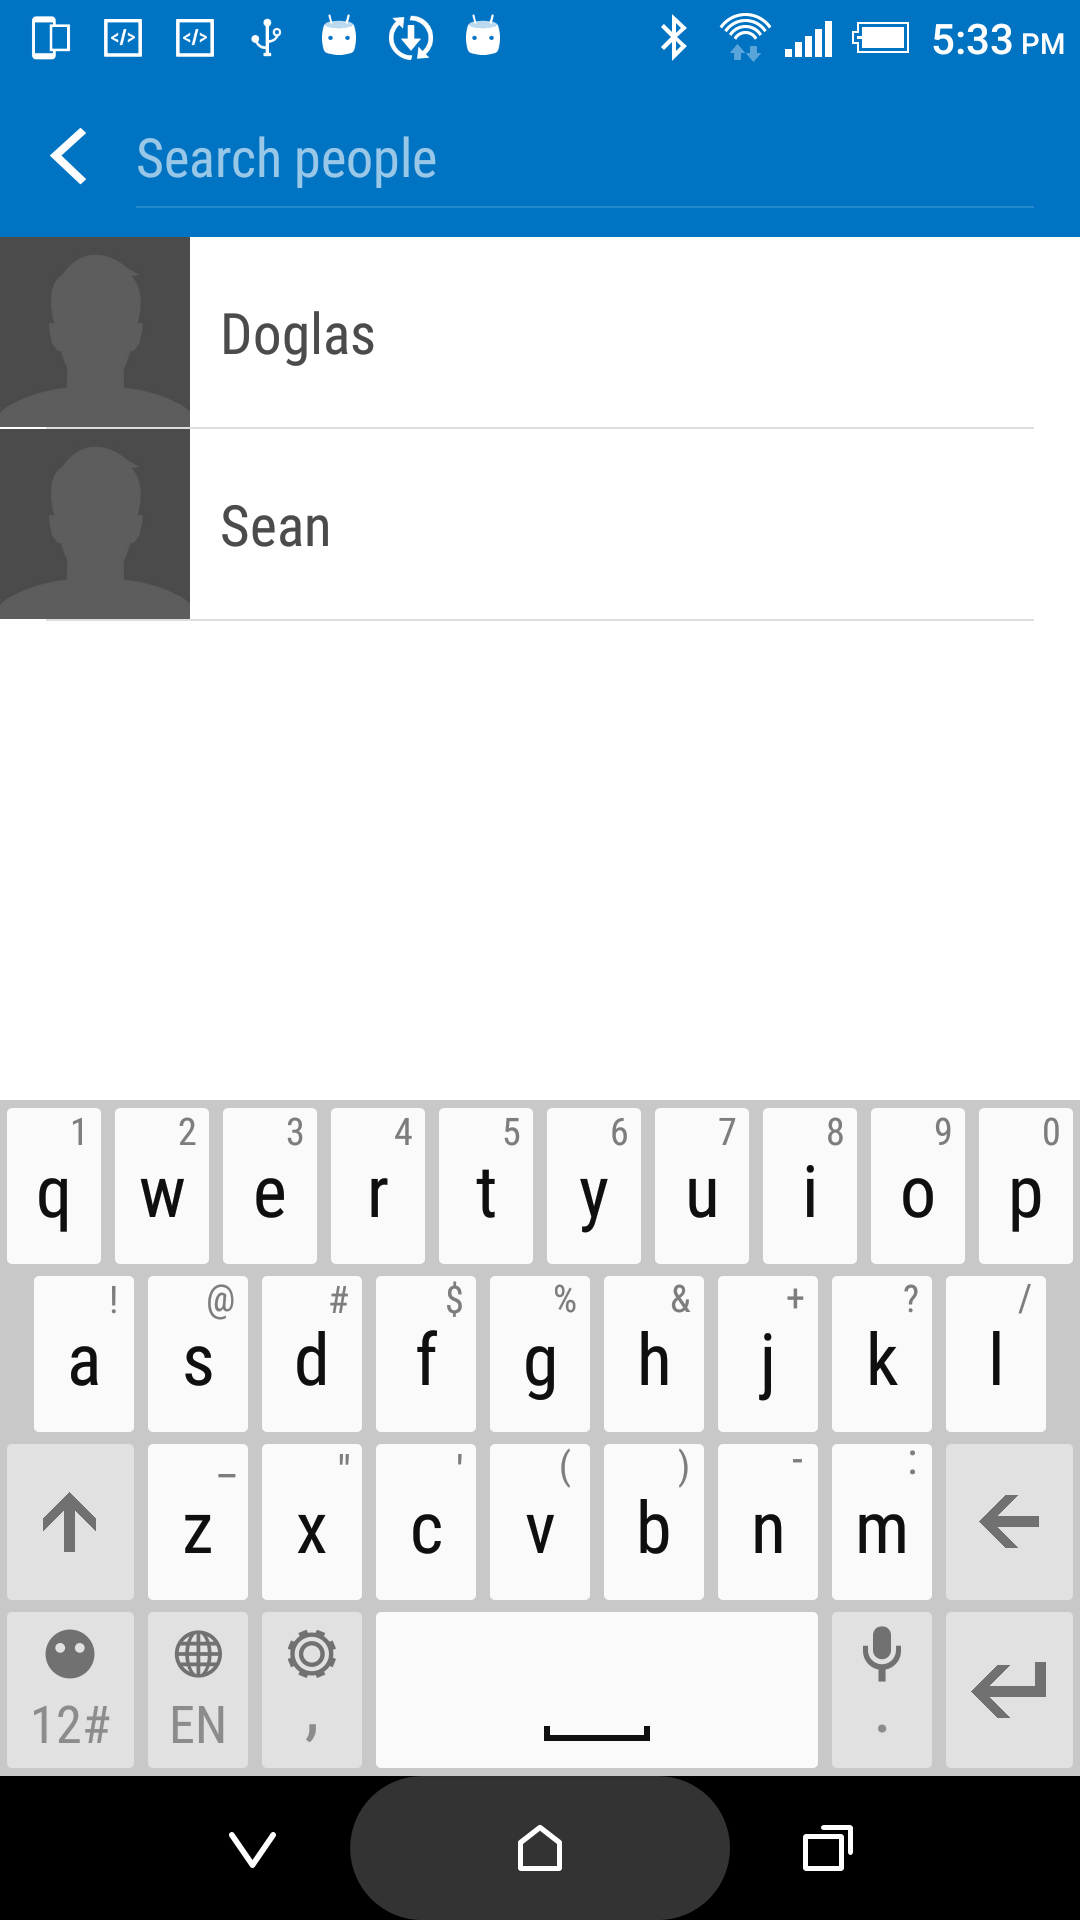 5:33 PM
Search people
Doglas
Sean
1 2 3 4 5 6 7 8 9 0
q w e r t y u i o p
! @ # $ % & + ? /
a s d f g h j k l
_ " ' ( ) - :
z x c v b n m
12# EN , .